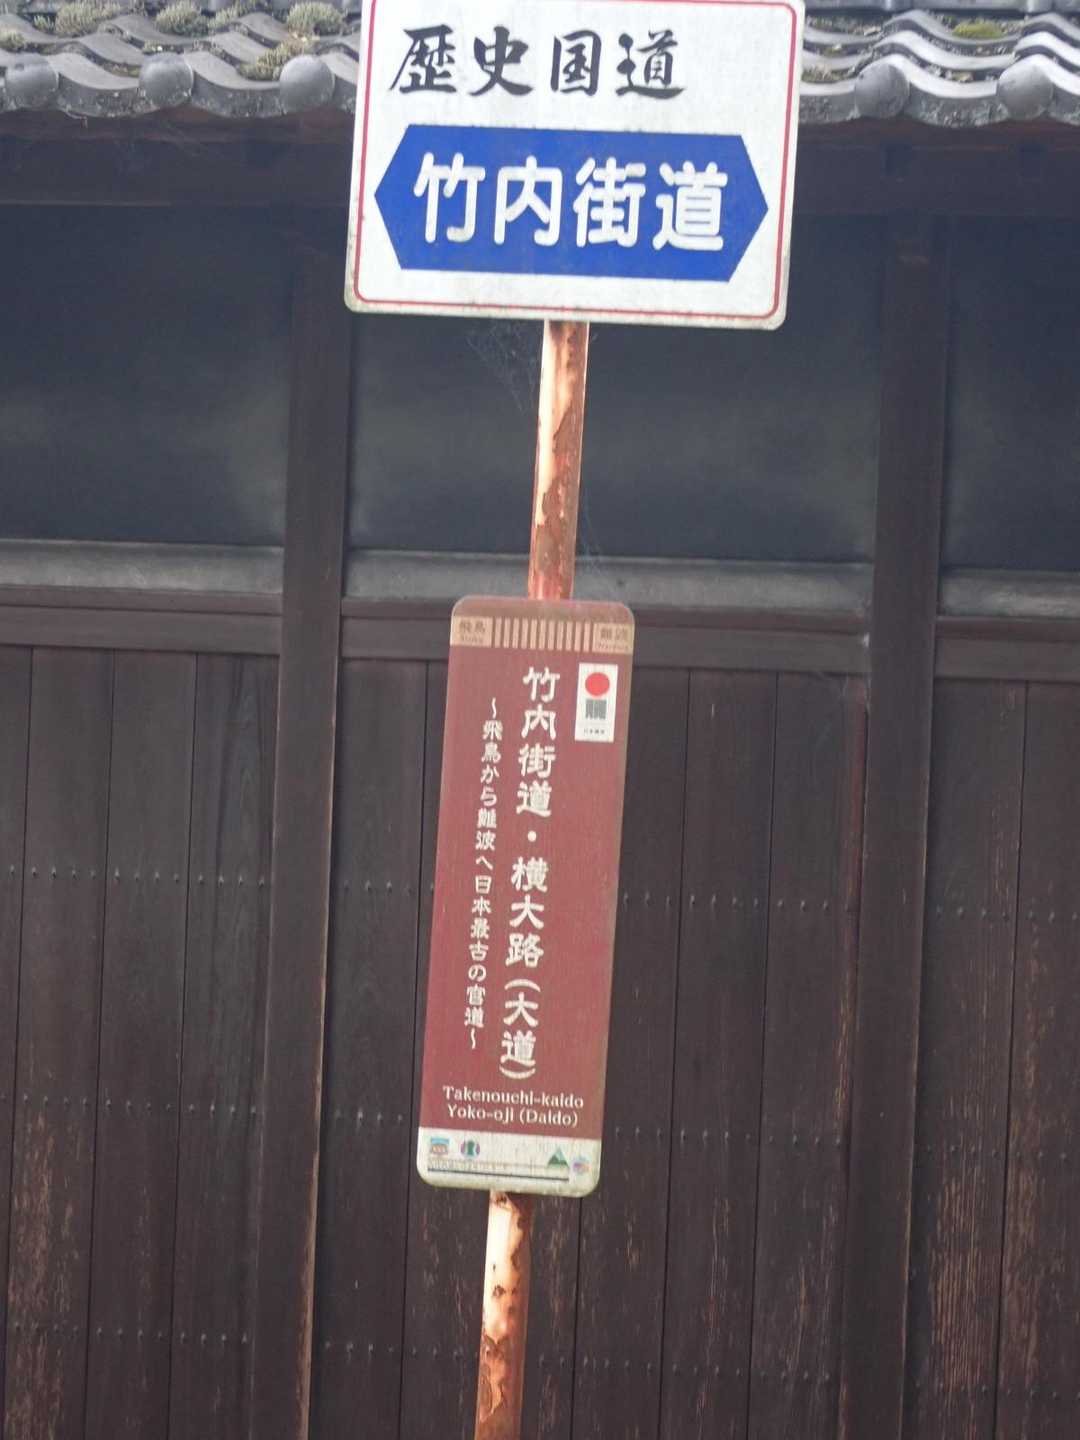 歴史国道
竹内街道
飛鳥
難波
竹内街道・横大路(大道)
~飛鳥から難波へ日本最古の官道~
Takenouchi-kaido
Yoko-oji (Daido)